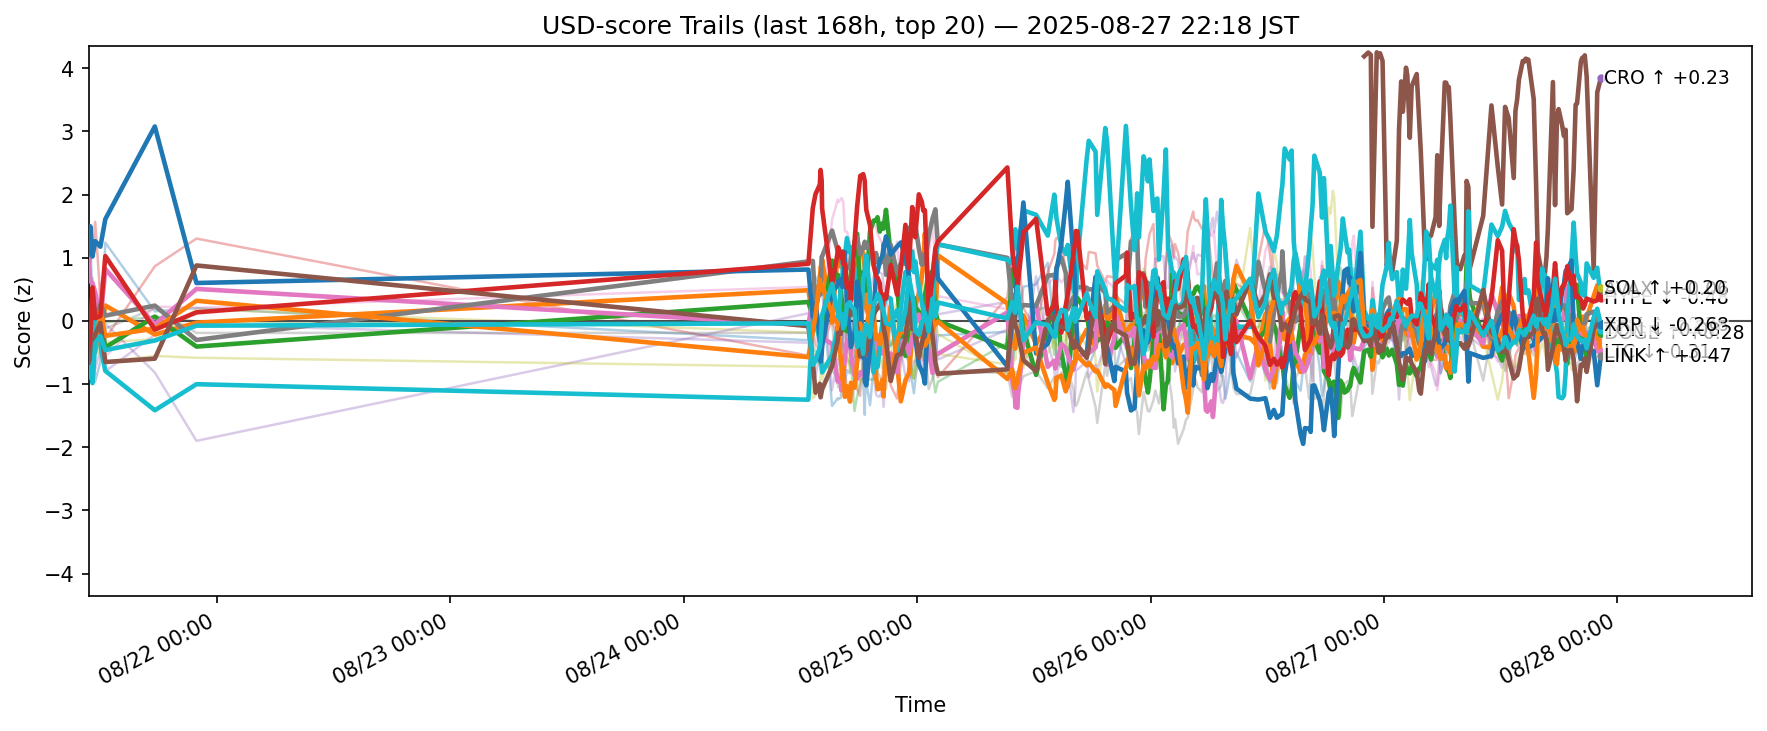 USD-score Trails (last 168h, top 20) — 2025-08-27 22:18 JST
Score (z)
4
3
2
1
0
−1
−2
−3
−4
CRO ↑ +0.23
SOL ↑ +0.20
HYPE ↓ -0.48
XRP ↓ -0.26
LINK ↑ +0.47
08/22 00:00
08/23 00:00
08/24 00:00
08/25 00:00
08/26 00:00
08/27 00:00
08/28 00:00
Time